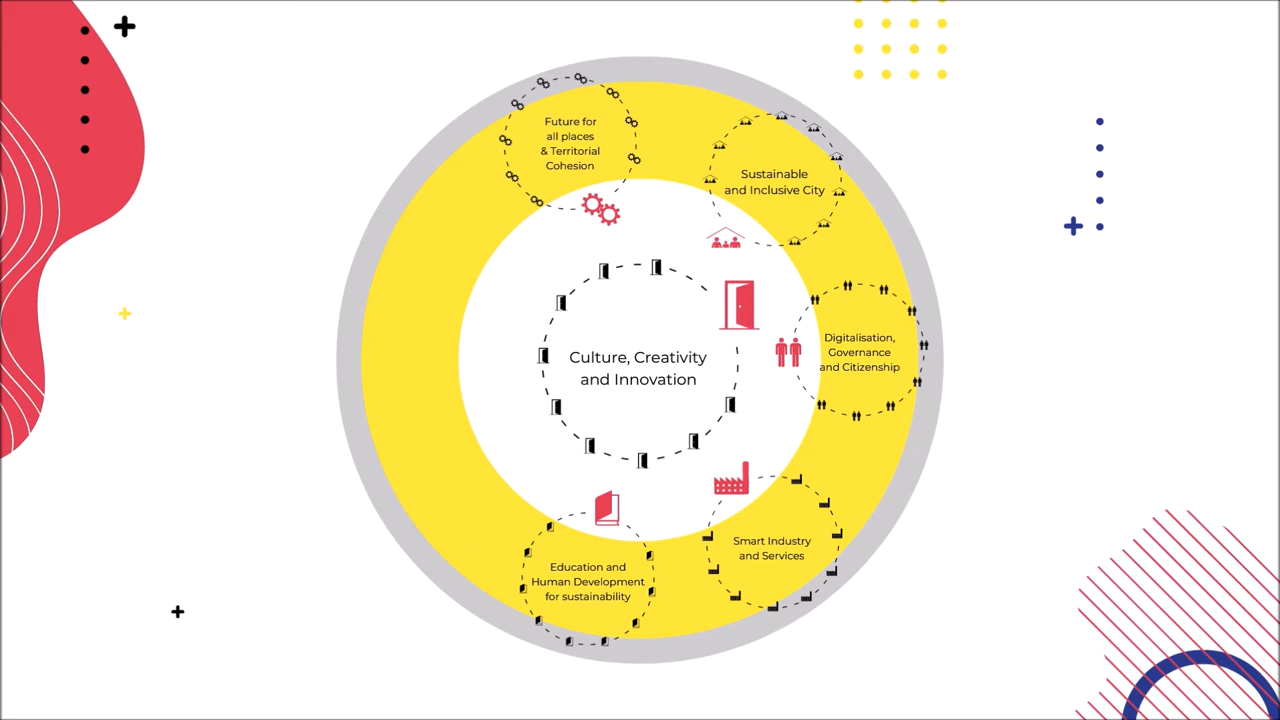 Future for
all places
& Territorial
Cohesion
Sustainable
and Inclusive City
Digitalisation,
Governance
and Citizenship
Culture, Creativity
and Innovation
Smart Industry
and Services
Education and
Human Development
for sustainability